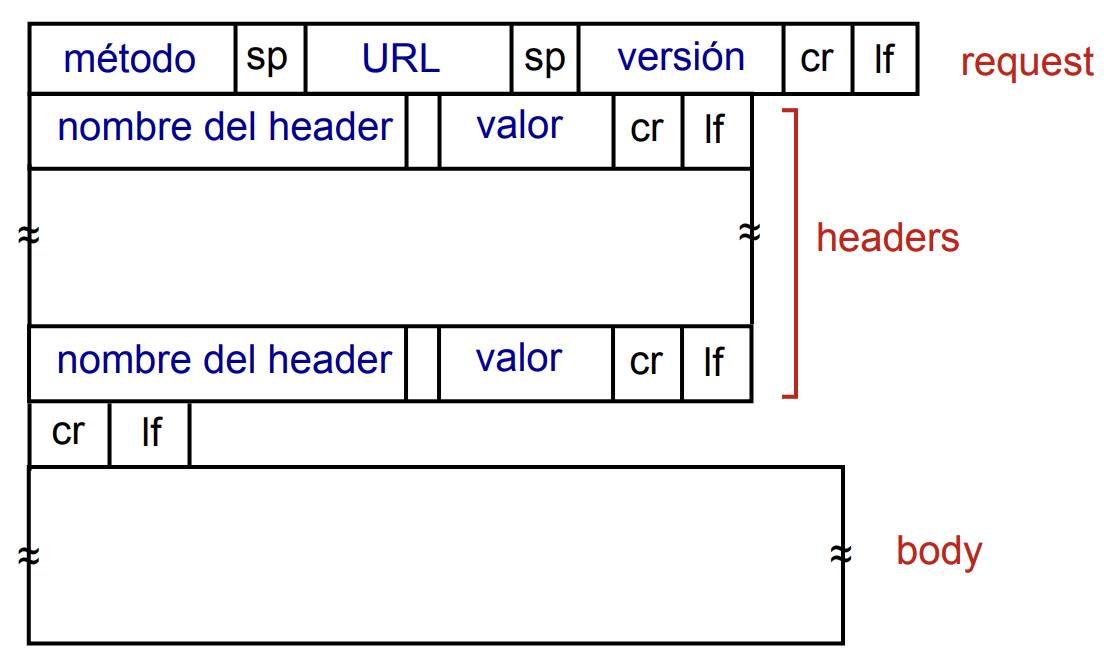 método sp URL sp versión cr lf request
nombre del header valor cr lf
≈ ≈ headers
nombre del header valor cr lf
cr lf
≈ ≈ body